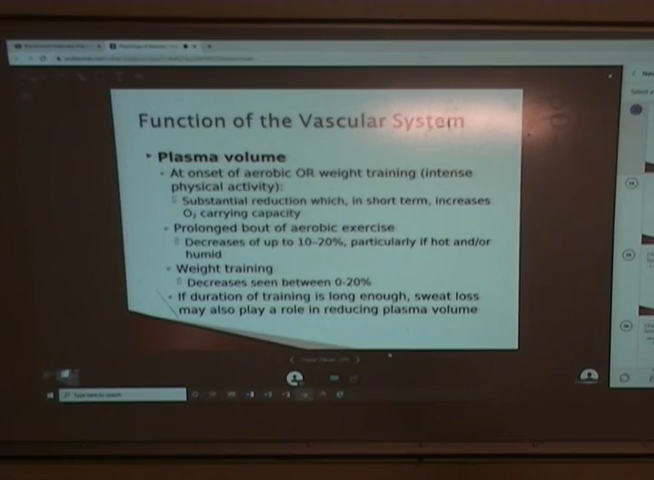 Function of the Vascular System
Plasma volume
At onset of aerobic OR weight training (intense
physical activity):
Substantial reduction which, in short term, increases
O₂ carrying capacity
Prolonged bout of aerobic exercise
Decreases of up to 10-20%, particularly if hot and/or
humid
Weight training
Decreases seen between 0-20%
If duration of training is long enough, sweat loss
may also play a role in reducing plasma volume
Type here to search